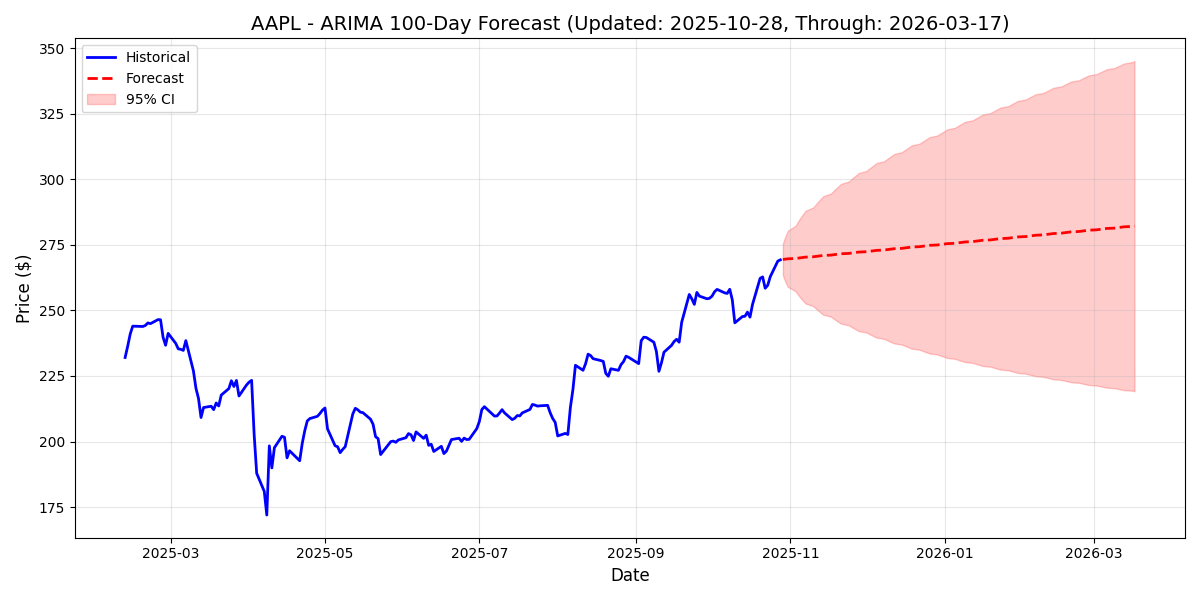 AAPL - ARIMA 100-Day Forecast (Updated: 2025-10-28, Through: 2026-03-17)
Historical
Forecast
95% CI
Price ($)
350
325
300
275
250
225
200
175
2025-03
2025-05
2025-07
2025-09
2025-11
2026-01
2026-03
Date